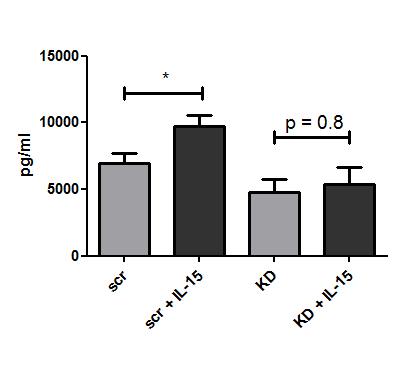 15000
10000
5000
0
pg/ml
*
p = 0.8
scr
scr + IL-15
KD
KD + IL-15